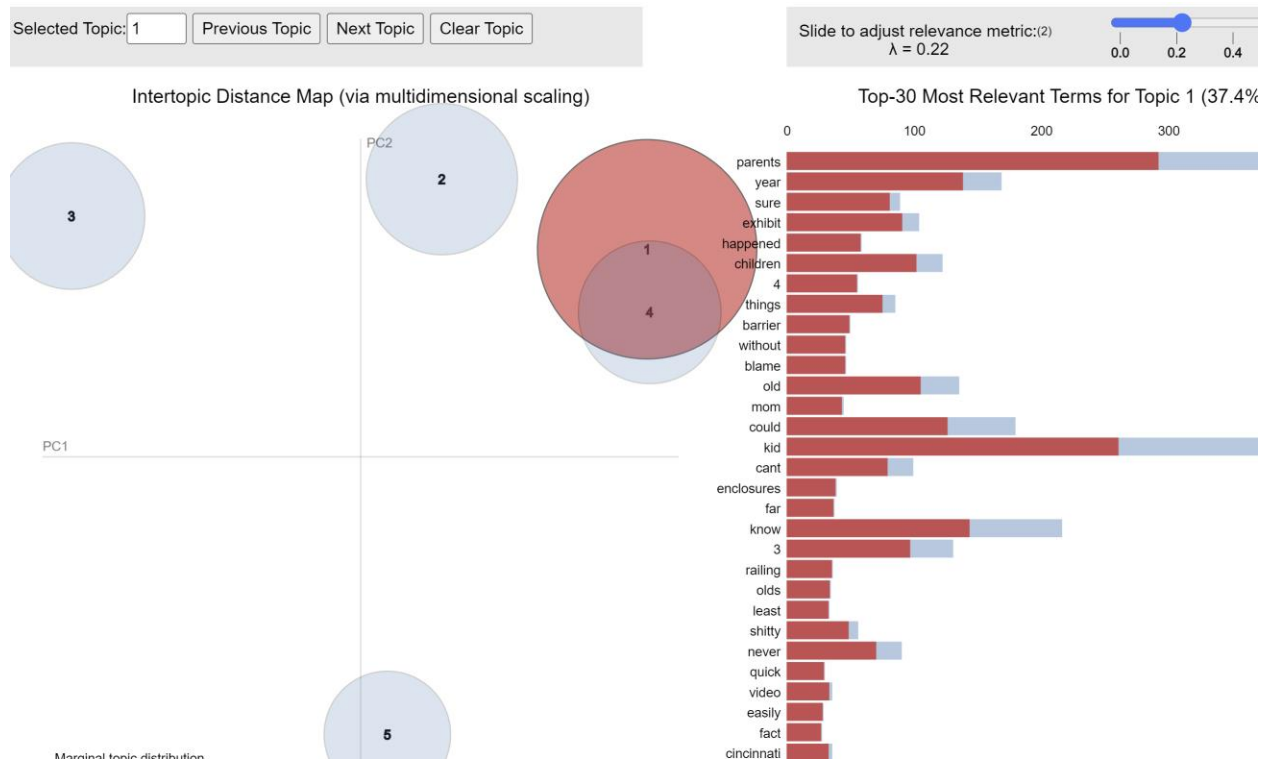 Selected Topic: 1 Previous Topic Next Topic Clear Topic
Slide to adjust relevance metric:(2)
λ = 0.22
0.0 0.2 0.4
Intertopic Distance Map (via multidimensional scaling)
PC2
PC1
3
2
1
4
5
Marginal topic distribution
Top-30 Most Relevant Terms for Topic 1 (37.4%
0 100 200 300
parents
year
sure
exhibit
happened
children
4
things
barrier
without
blame
old
mom
could
kid
cant
enclosures
far
know
3
railing
olds
least
shitty
never
quick
video
easily
fact
cincinnati